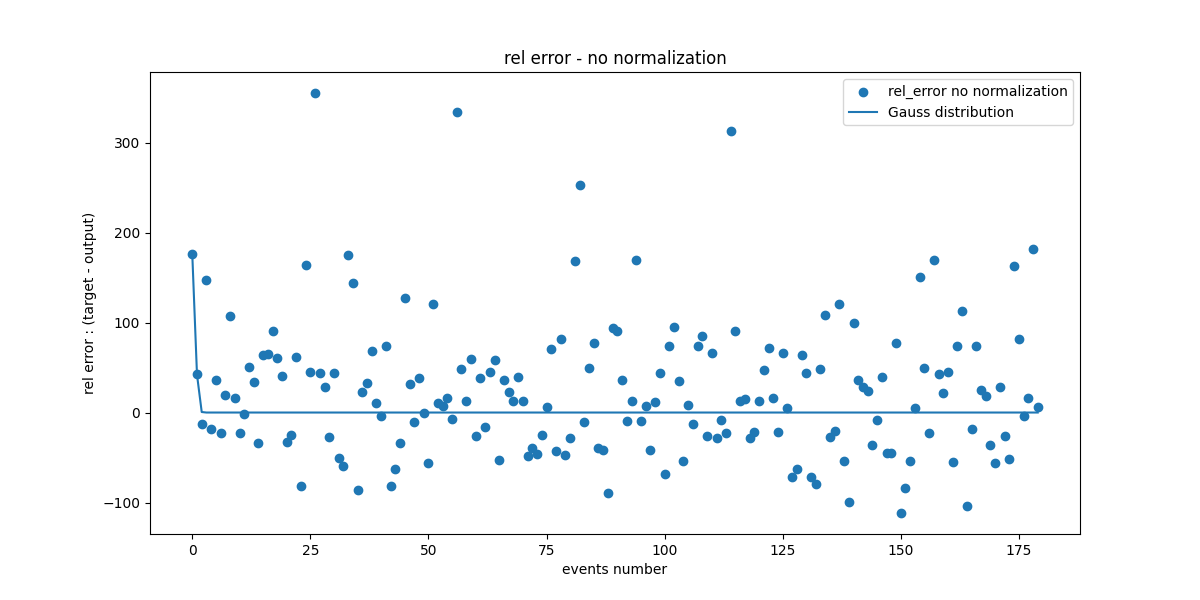 rel error - no normalization
rel_error no normalization
Gauss distribution
rel error : (target - output)
300
200
100
0
−100
0 25 50 75 100 125 150 175
events number